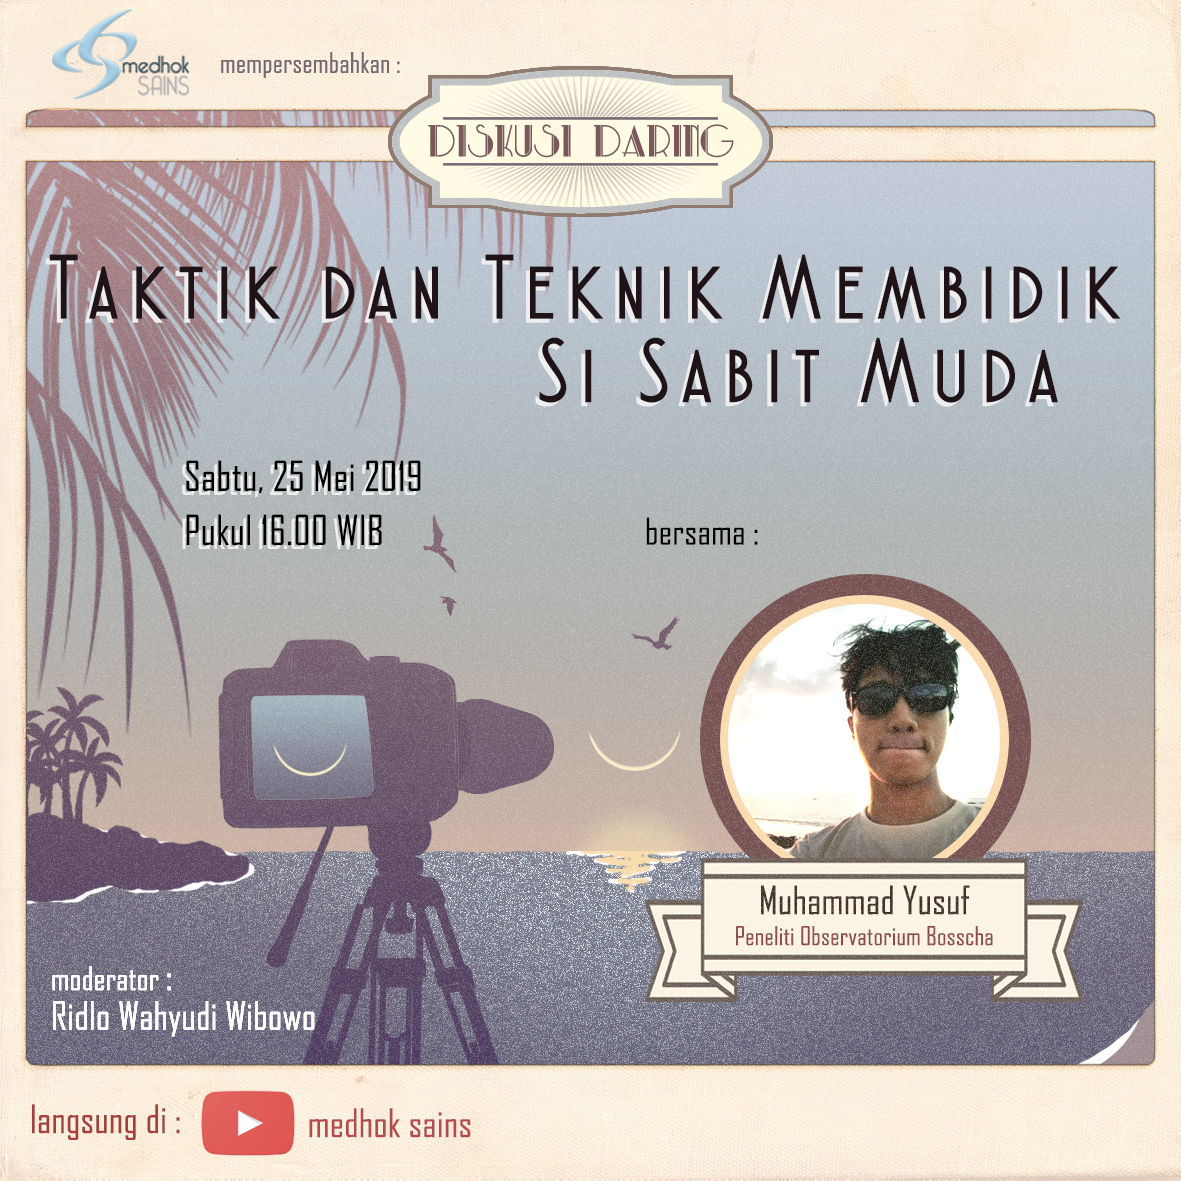 medhok
SAINS
mempersembahkan :
DISKUSI DARING
TAKTIK DAN TEKNIK MEMBIDIK
SI SABIT MUDA
Sabtu, 25 Mei 2019
Pukul 16.00 WIB
bersama :
Muhammad Yusuf
Peneliti Observatorium Bosscha
moderator :
Ridlo Wahyudi Wibowo
langsung di :
medhok sains